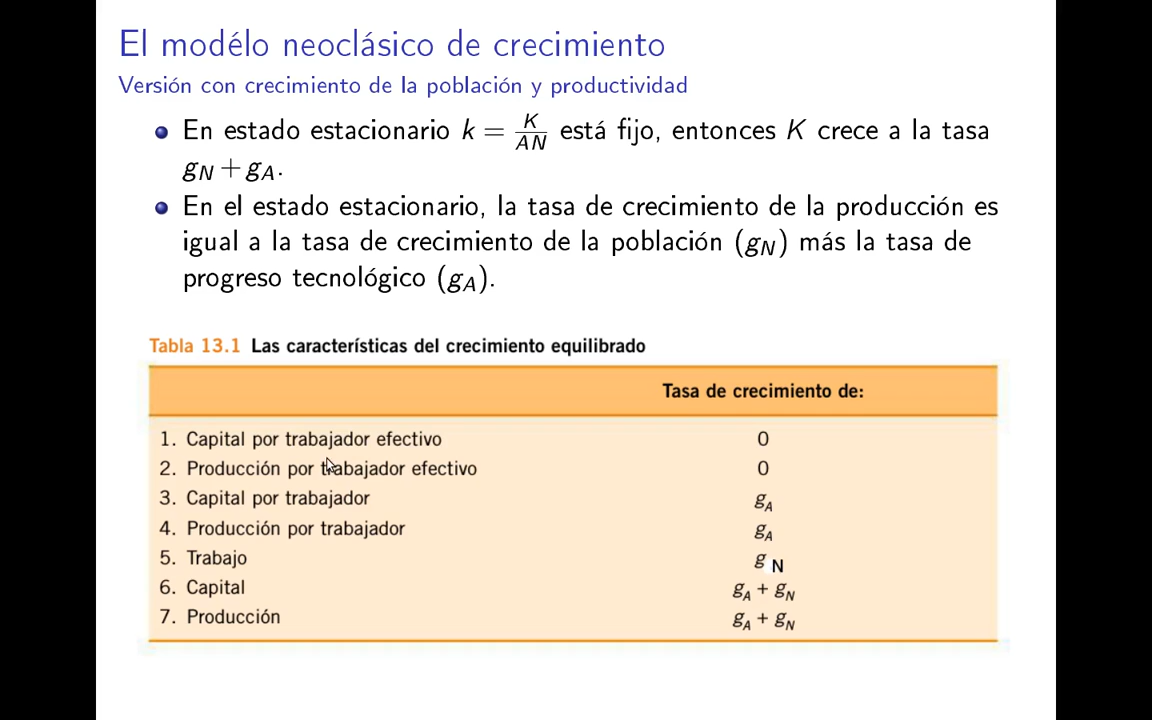 El modélo neoclásico de crecimiento
Versión con crecimiento de la población y productividad
En estado estacionario k = K/AN está fijo, entonces K crece a la tasa
gN + gA.
En el estado estacionario, la tasa de crecimiento de la producción es
igual a la tasa de crecimiento de la población (gN) más la tasa de
progreso tecnológico (gA).
Tabla 13.1 Las características del crecimiento equilibrado
Tasa de crecimiento de:
1. Capital por trabajador efectivo 0
2. Producción por trabajador efectivo 0
3. Capital por trabajador gA
4. Producción por trabajador gA
5. Trabajo gN
6. Capital gA + gN
7. Producción gA + gN